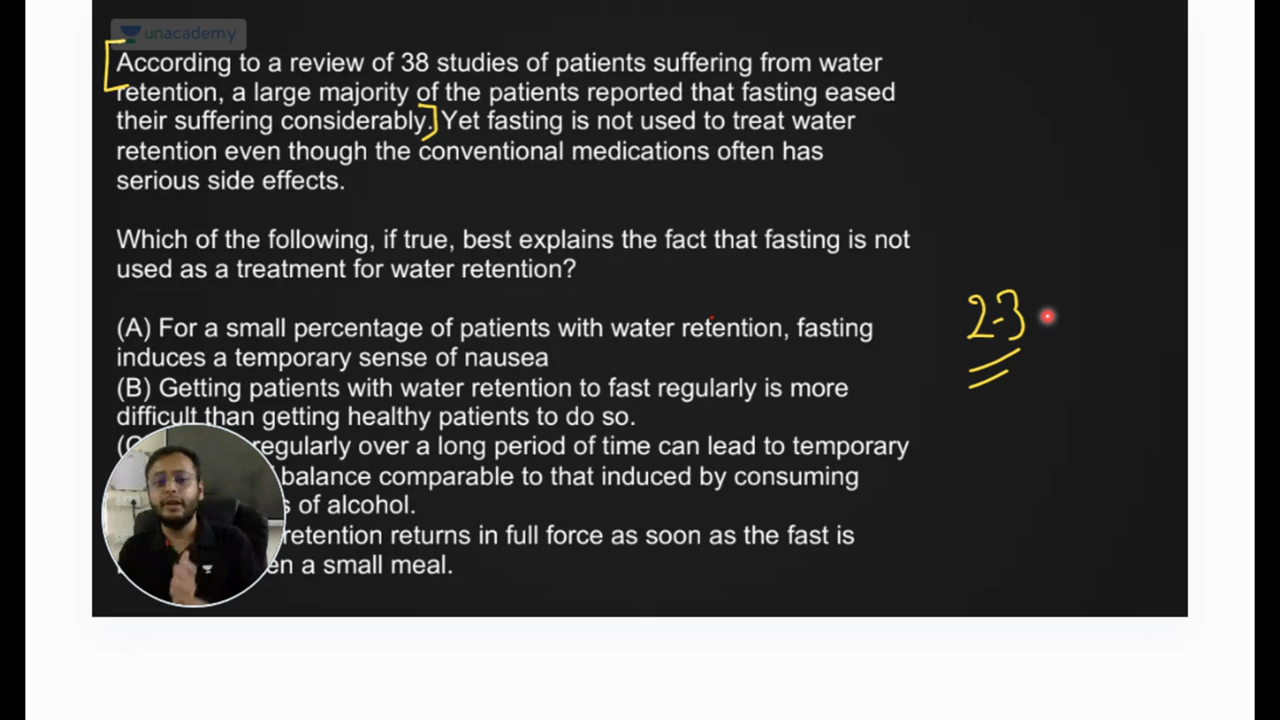 unacademy
According to a review of 38 studies of patients suffering from water
retention, a large majority of the patients reported that fasting eased
their suffering considerably. Yet fasting is not used to treat water
retention even though the conventional medications often has
serious side effects.
Which of the following, if true, best explains the fact that fasting is not
used as a treatment for water retention?
(A) For a small percentage of patients with water retention, fasting
induces a temporary sense of nausea
(B) Getting patients with water retention to fast regularly is more
difficult than getting healthy patients to do so.
regularly over a long period of time can lead to temporary
balance comparable to that induced by consuming
of alcohol.
retention returns in full force as soon as the fast is
a small meal.
2-3